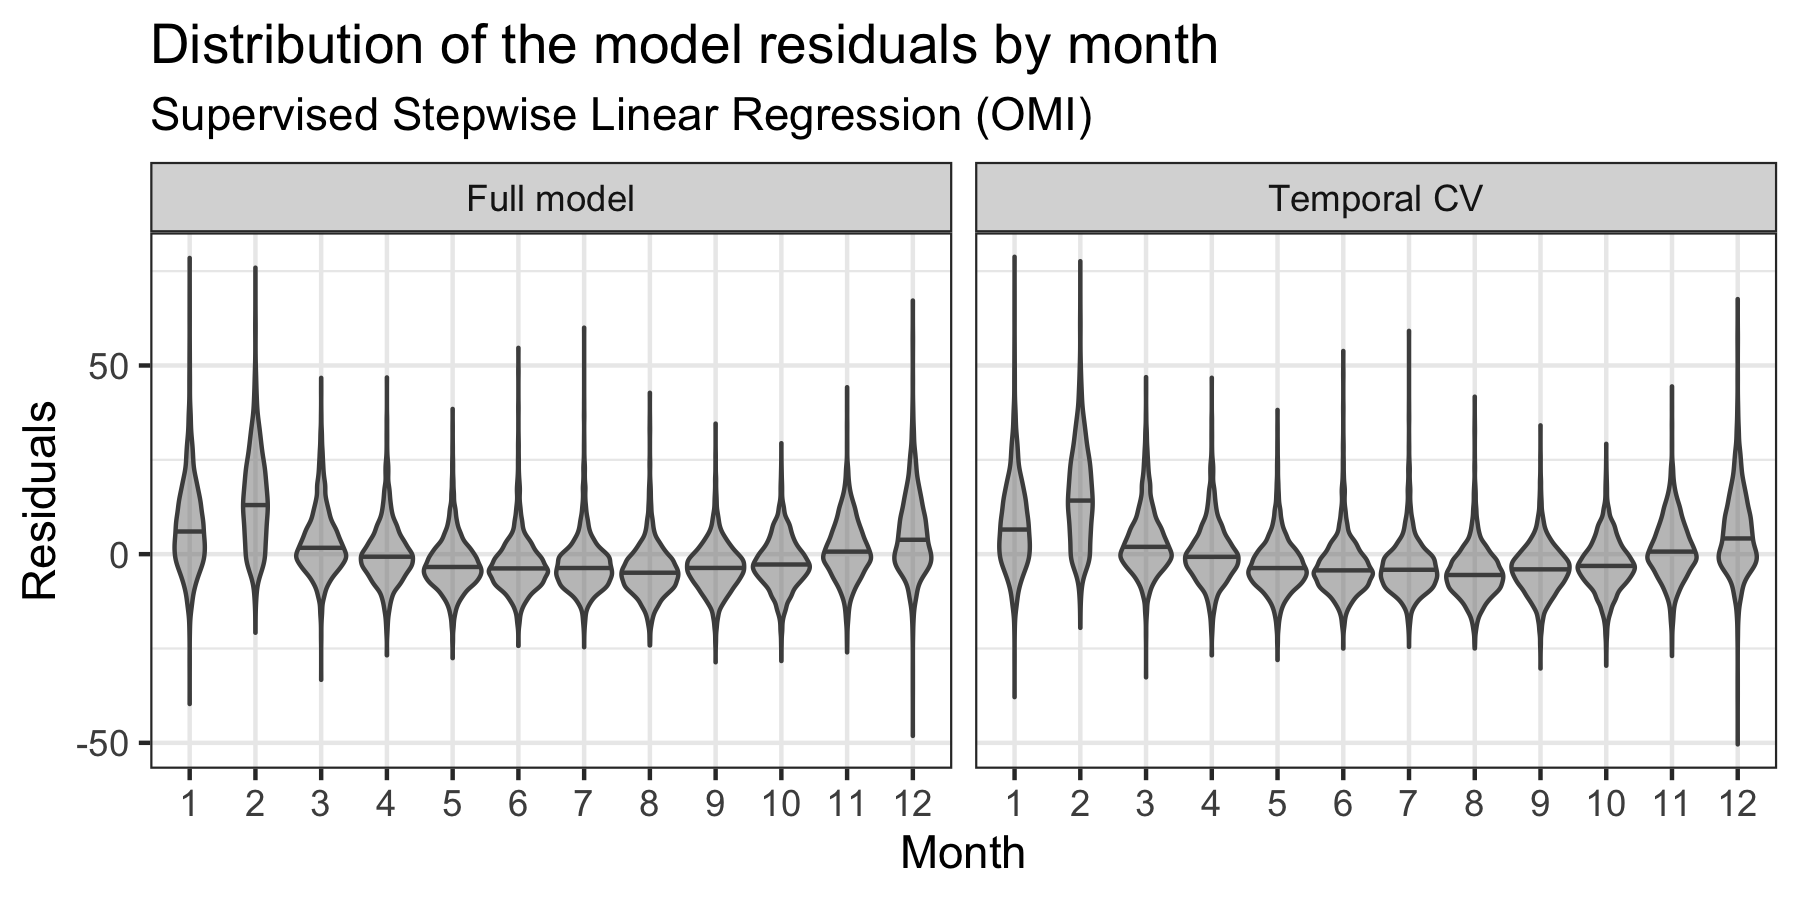 Distribution of the model residuals by month
Supervised Stepwise Linear Regression (OMI)
Full model
Temporal CV
Residuals
50
0
-50
1 2 3 4 5 6 7 8 9 10 11 12
1 2 3 4 5 6 7 8 9 10 11 12
Month